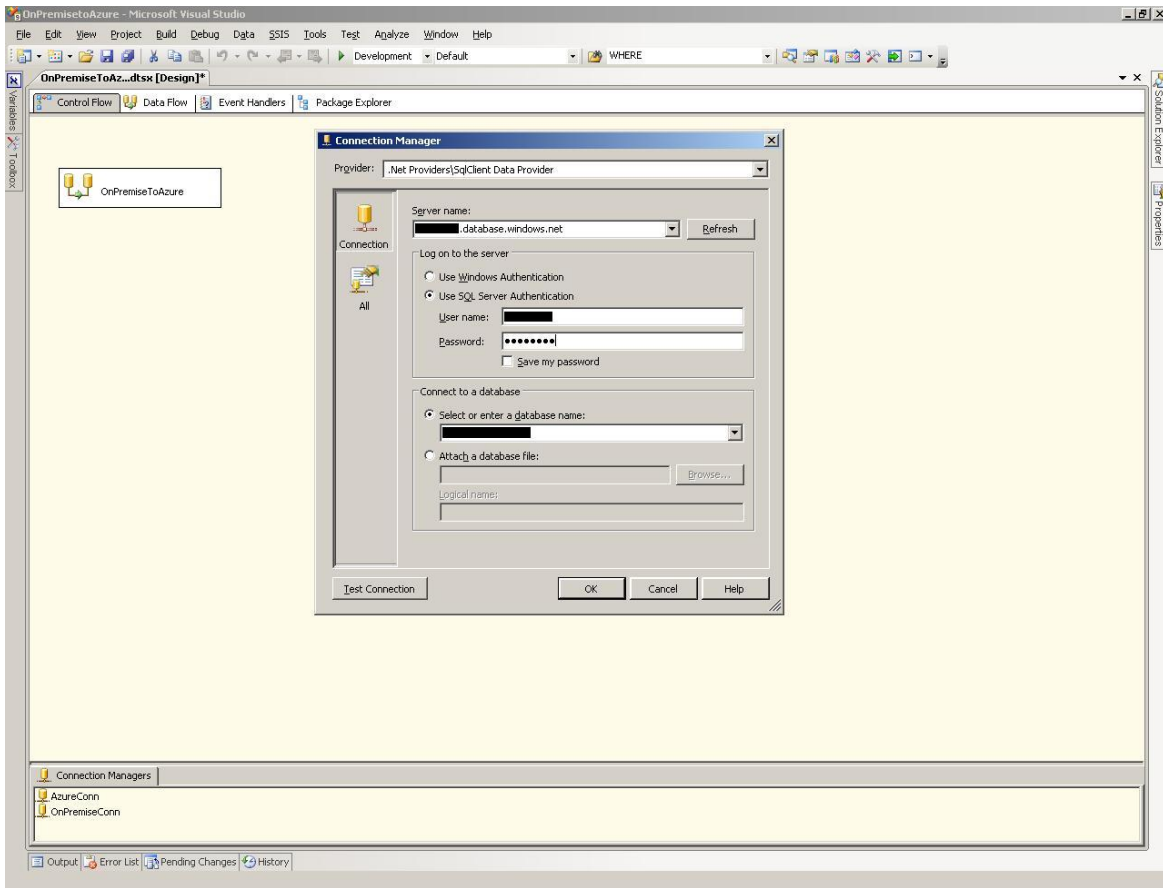 OnPremisetoAzure - Microsoft Visual Studio
File Edit View Project Build Debug Data SSIS Tools Test Analyze Window Help
Development Default WHERE
OnPremiseToAz...dtsx [Design]*
Control Flow Data Flow Event Handlers Package Explorer
Variables
Toolbox
Solution Explorer
Properties
OnPremiseToAzure
Connection Manager
Provider: .Net Providers\SqlClient Data Provider
Connection
All
Server name:
.database.windows.net Refresh
Log on to the server
Use Windows Authentication
Use SQL Server Authentication
User name:
Password: ●●●●●●●●
Save my password
Connect to a database
Select or enter a database name:
Attach a database file:
Browse...
Logical name:
Test Connection OK Cancel Help
Connection Managers
AzureConn
OnPremiseConn
Output Error List Pending Changes History